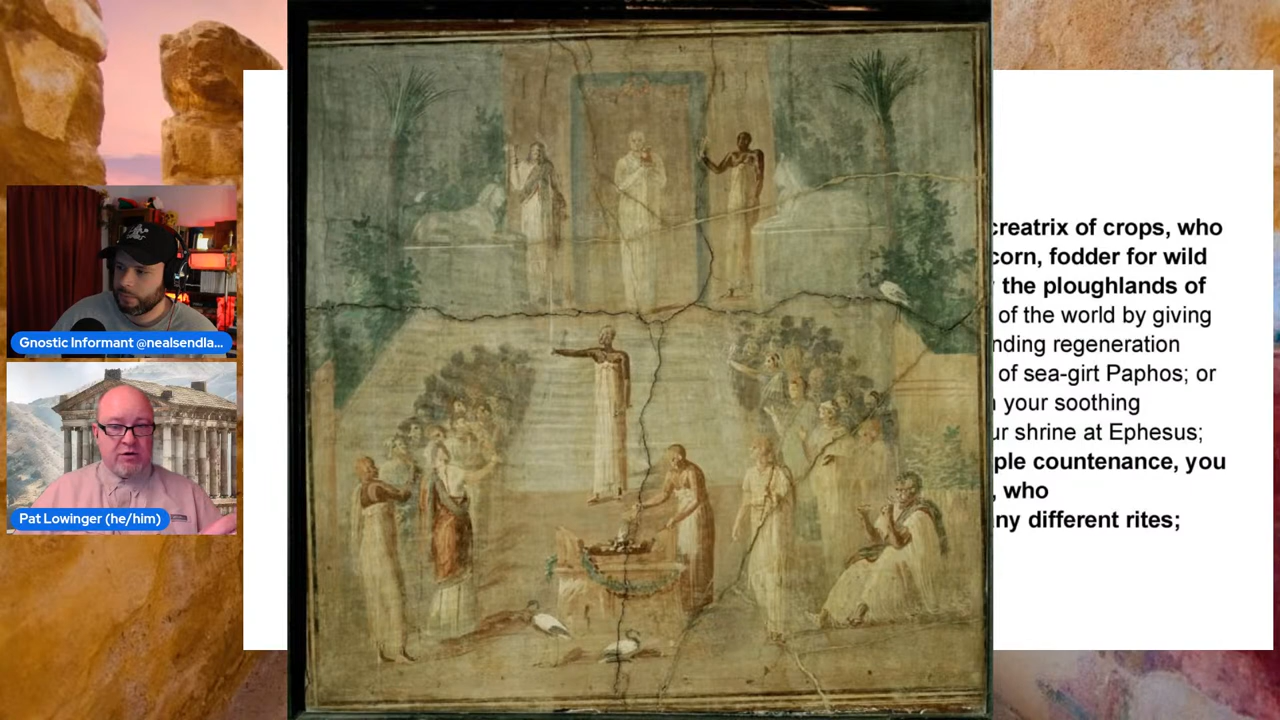 creatrix of crops, who
corn, fodder for wild
the ploughlands of
of the world by giving
nding regeneration
of sea-girt Paphos; or
your soothing
ur shrine at Ephesus;
ple countenance, you
, who
ny different rites;
Gnostic Informant @nealsendla...
Pat Lowinger (he/him)